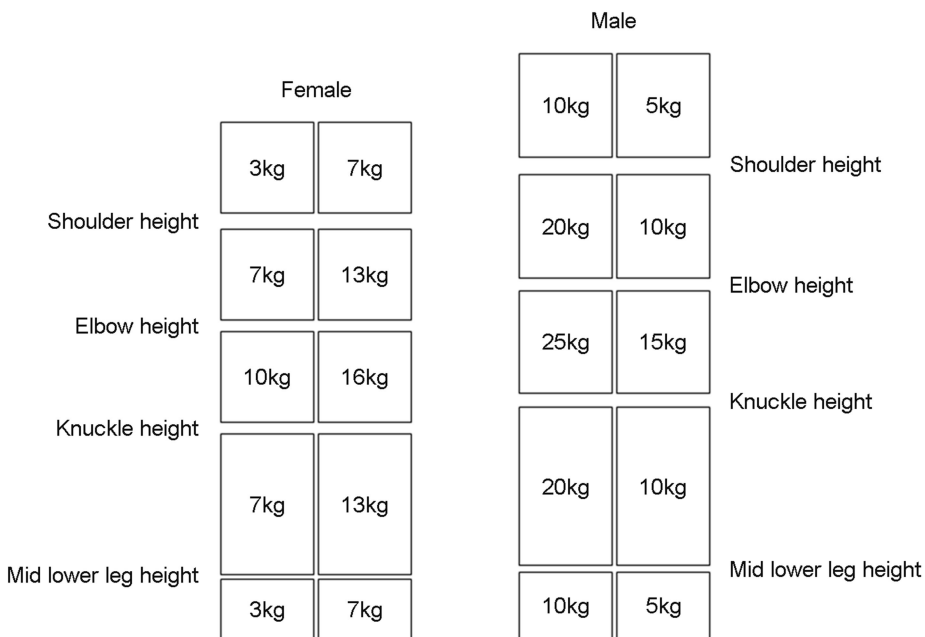 Male
Female
10kg 5kg
3kg 7kg
Shoulder height
Shoulder height
20kg 10kg
7kg 13kg
Elbow height
Elbow height
25kg 15kg
10kg 16kg
Knuckle height
Knuckle height
20kg 10kg
7kg 13kg
Mid lower leg height
Mid lower leg height
10kg 5kg
3kg 7kg